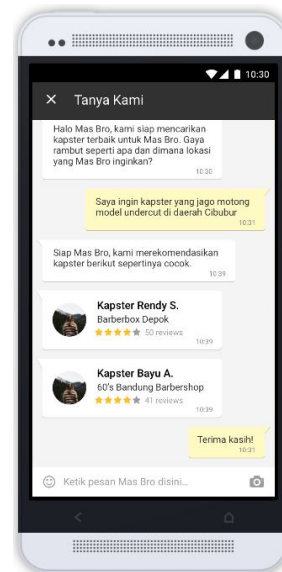 10:30
Tanya Kami
Halo Mas Bro, kami siap mencarikan
kapster terbaik untuk Mas Bro. Gaya
rambut seperti apa dan dimana lokasi
yang Mas Bro inginkan?
10:30
Saya ingin kapster yang jago motong
model undercut di daerah Cibubur
10:31
Siap Mas Bro, kami merekomendasikan
kapster berikut sepertinya cocok.
10:39
Kapster Rendy S.
Barberbox Depok
50 reviews
10:39
Kapster Bayu A.
60's Bandung Barbershop
41 reviews
10:39
Terima kasih!
10:31
Ketik pesan Mas Bro disini...